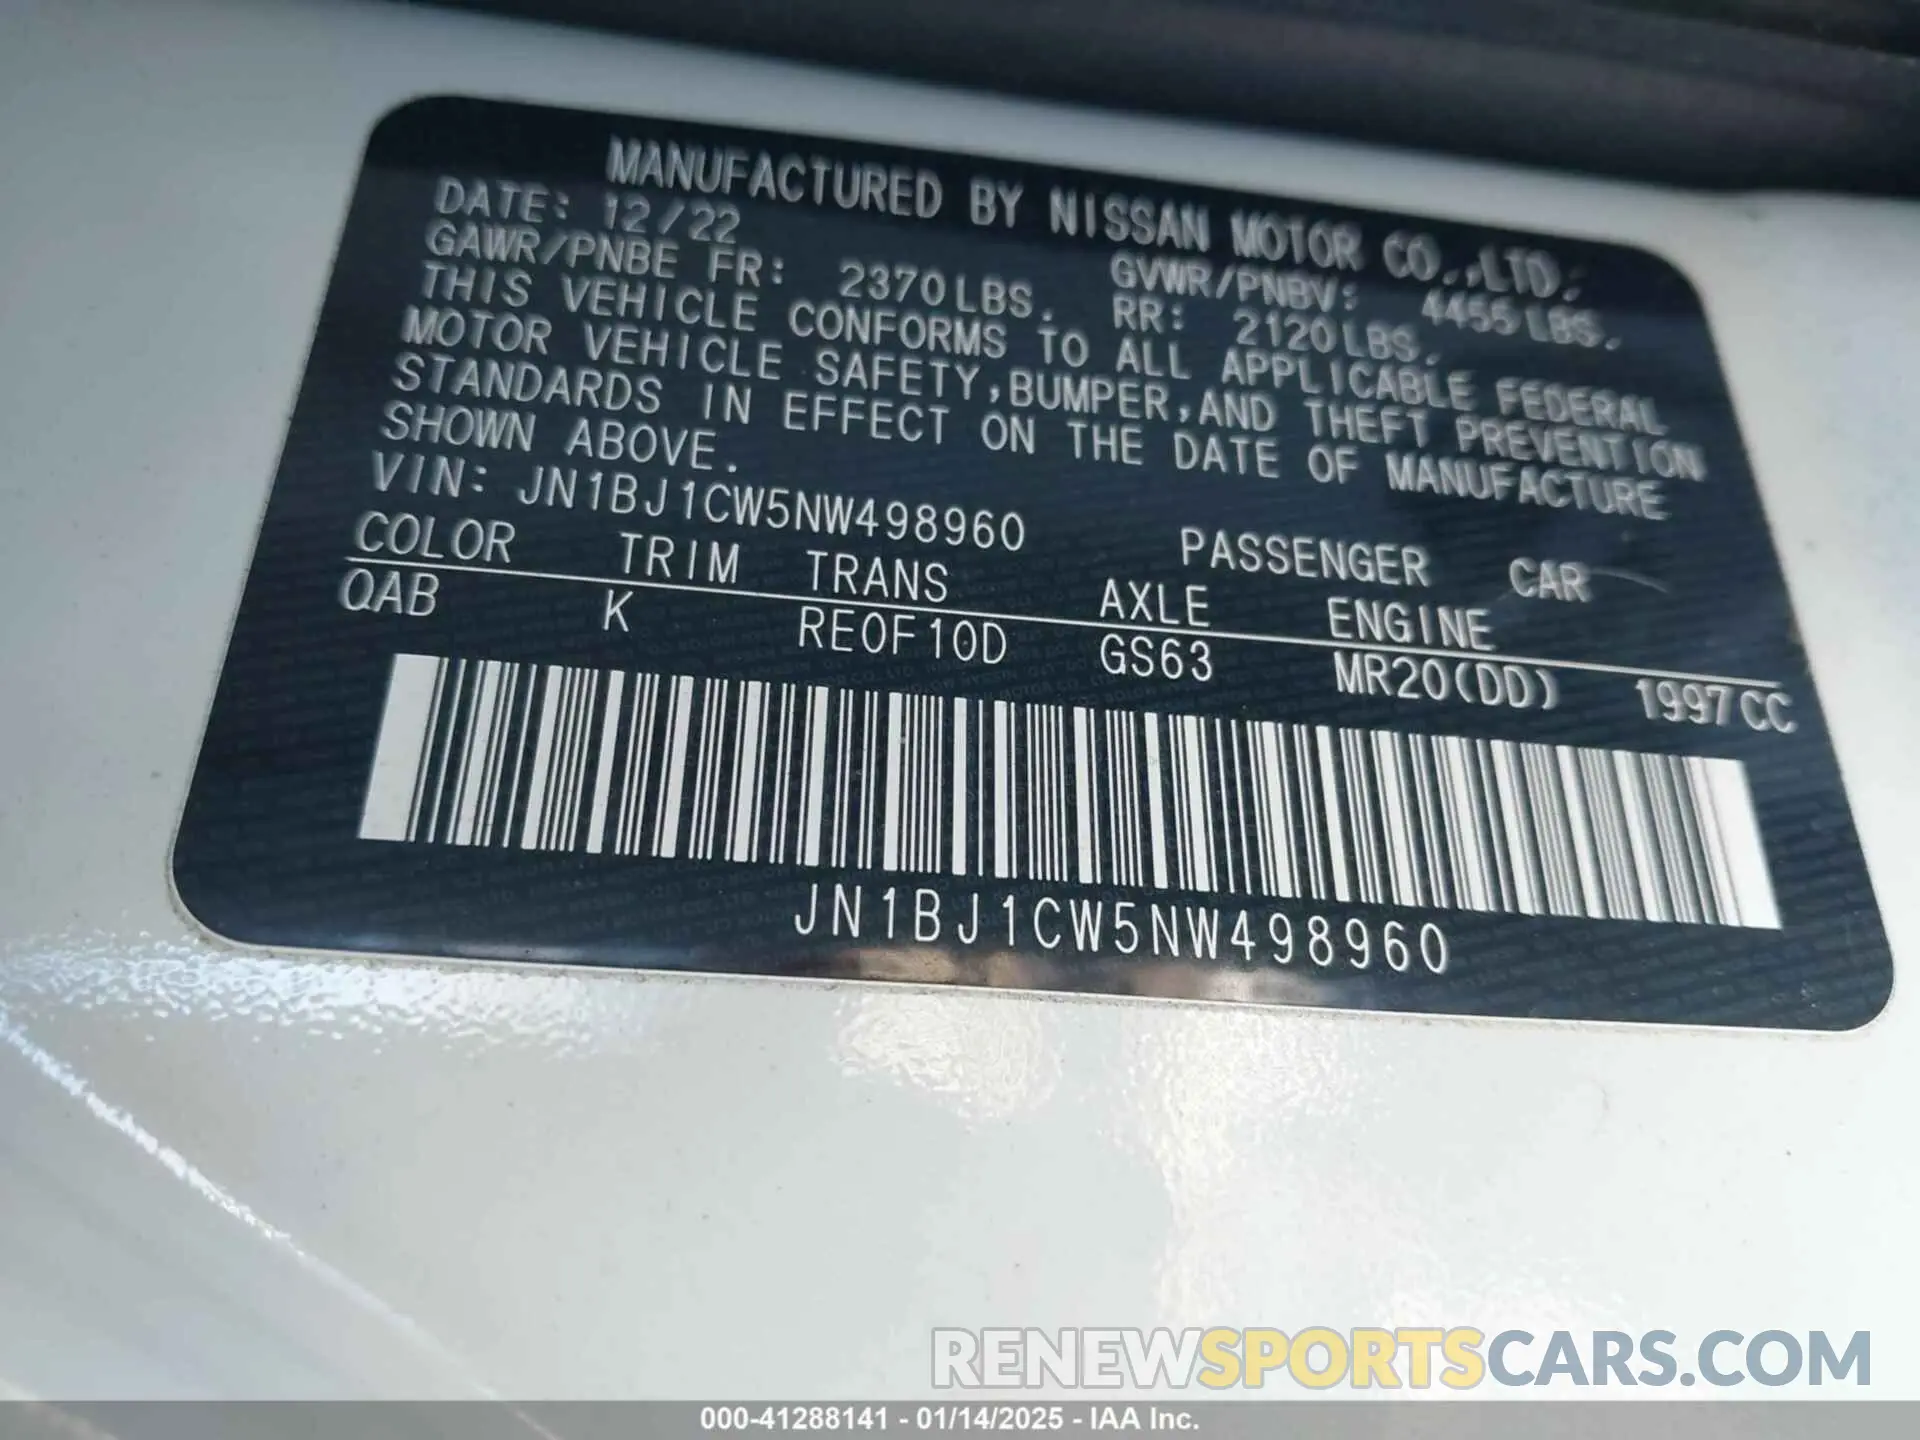 MANUFACTURED BY NISSAN MOTOR CO.,LTD.
DATE: 12/22 GVWR/PNBV: 4455LBS.
GAWR/PNBE FR: 2370LBS. RR: 2120LBS.
THIS VEHICLE CONFORMS TO ALL APPLICABLE FEDERAL
MOTOR VEHICLE SAFETY,BUMPER,AND THEFT PREVENTION
STANDARDS IN EFFECT ON THE DATE OF MANUFACTURE
SHOWN ABOVE.
VIN: JN1BJ1CW5NW498960 PASSENGER CAR
COLOR TRIM TRANS AXLE ENGINE
QAB K RE0F10D GS63 MR20(DD) 1997CC
JN1BJ1CW5NW498960
RENEWSPORTSCARS.COM
000-41288141 - 01/14/2025 - IAA Inc.